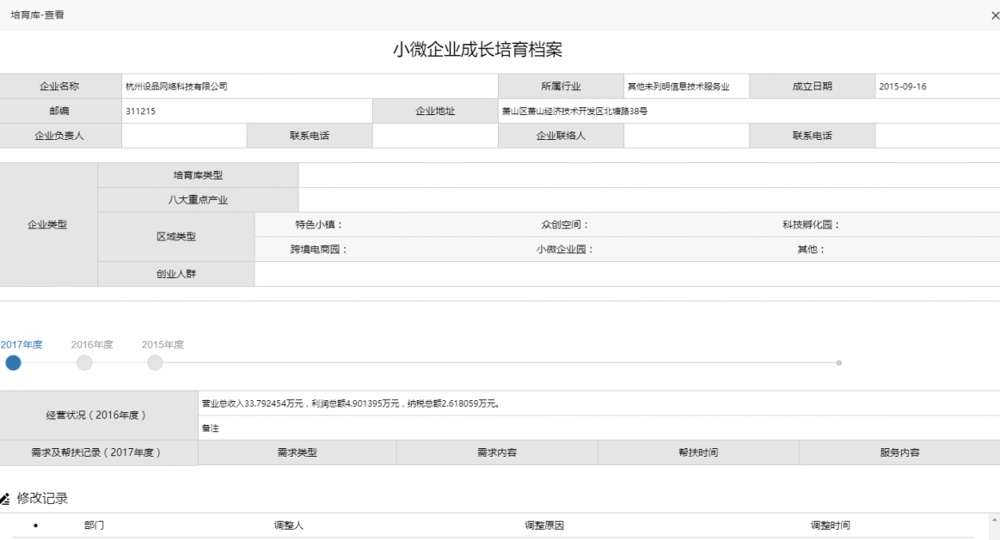 培育库-查看
小微企业成长培育档案
企业名称 杭州设品网络科技有限公司 所属行业 其他未列明信息技术服务业 成立日期 2015-09-16
邮编 311215 企业地址 萧山区萧山经济技术开发区北塘路38号
企业负责人 联系电话 企业联络人 联系电话
培育库类型
八大重点产业
企业类型
区域类型
特色小镇： 众创空间： 科技孵化园：
跨境电商园： 小微企业园： 其他：
创业人群
2017年度 2016年度 2015年度
经营状况（2016年度）
营业总收入33.792454万元，利润总额4.901395万元，纳税总额2.618059万元。
备注
需求及帮扶记录（2017年度） 需求类型 需求内容 帮扶时间 服务内容
修改记录
部门 调整人 调整原因 调整时间